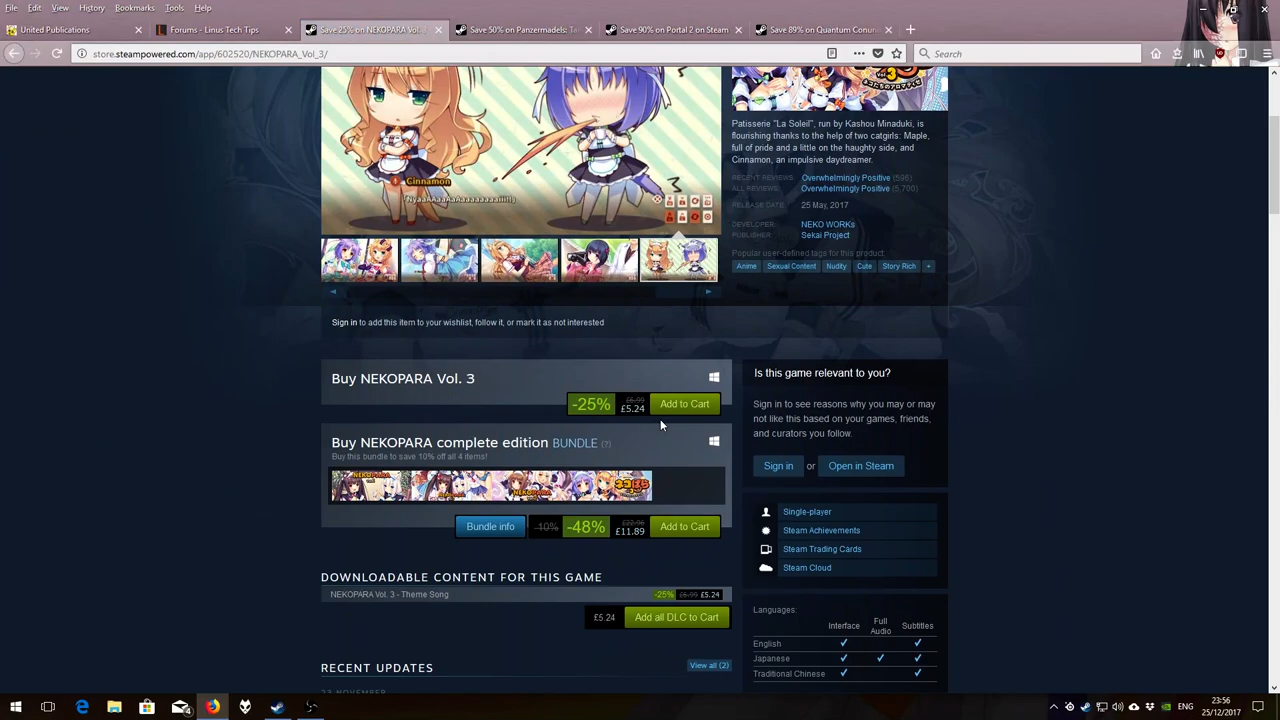 File Edit View History Bookmarks Tools Help
United Publications
Forums - Linus Tech Tips
Save 25% on NEKOPARA Vol.
Save 50% on Panzermadels: Ta
Save 90% on Portal 2 on Steam
Save 89% on Quantum Conun
store.steampowered.com/app/602520/NEKOPARA_Vol_3/
Search
Cinnamon
Patisserie "La Soleil", run by Kashou Minaduki, is
flourishing thanks to the help of two catgirls: Maple,
full of pride and a little on the haughty side, and
Cinnamon, an impulsive daydreamer.
RECENT REVIEWS: Overwhelmingly Positive (596)
ALL REVIEWS: Overwhelmingly Positive (5,700)
RELEASE DATE: 25 May, 2017
DEVELOPER: NEKO WORKs
PUBLISHER: Sekai Project
Popular user-defined tags for this product:
Anime Sexual Content Nudity Cute Story Rich +
Sign in to add this item to your wishlist, follow it, or mark it as not interested
Buy NEKOPARA Vol. 3
-25% £6.99 £5.24 Add to Cart
Buy NEKOPARA complete edition BUNDLE (?)
Buy this bundle to save 10% off all 4 items!
Bundle info -10% -48% £22.96 £11.89 Add to Cart
DOWNLOADABLE CONTENT FOR THIS GAME
NEKOPARA Vol. 3 - Theme Song -25% £6.99 £5.24
£5.24 Add all DLC to Cart
RECENT UPDATES View all (2)
23 NOVEMBER
Is this game relevant to you?
Sign in to see reasons why you may or may
not like this based on your games, friends,
and curators you follow.
Sign in or Open in Steam
Single-player
Steam Achievements
Steam Trading Cards
Steam Cloud
Languages:
Interface Full Audio Subtitles
English
Japanese
Traditional Chinese
ENG
23:56
25/12/2017